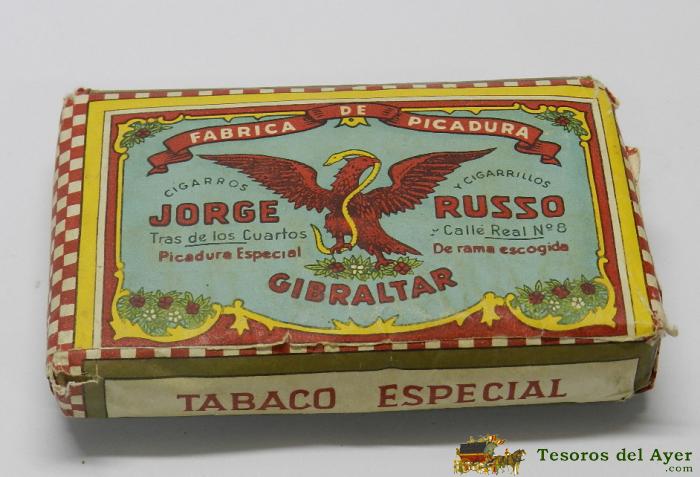 FABRICA DE PICADURA
CIGARROS Y CIGARRILLOS
JORGE RUSSO
Tras de los Cuartos y Calle Real Nº 8
Picadura Especial De rama escogida
GIBRALTAR
TABACO ESPECIAL
Tesoros del Ayer
.com